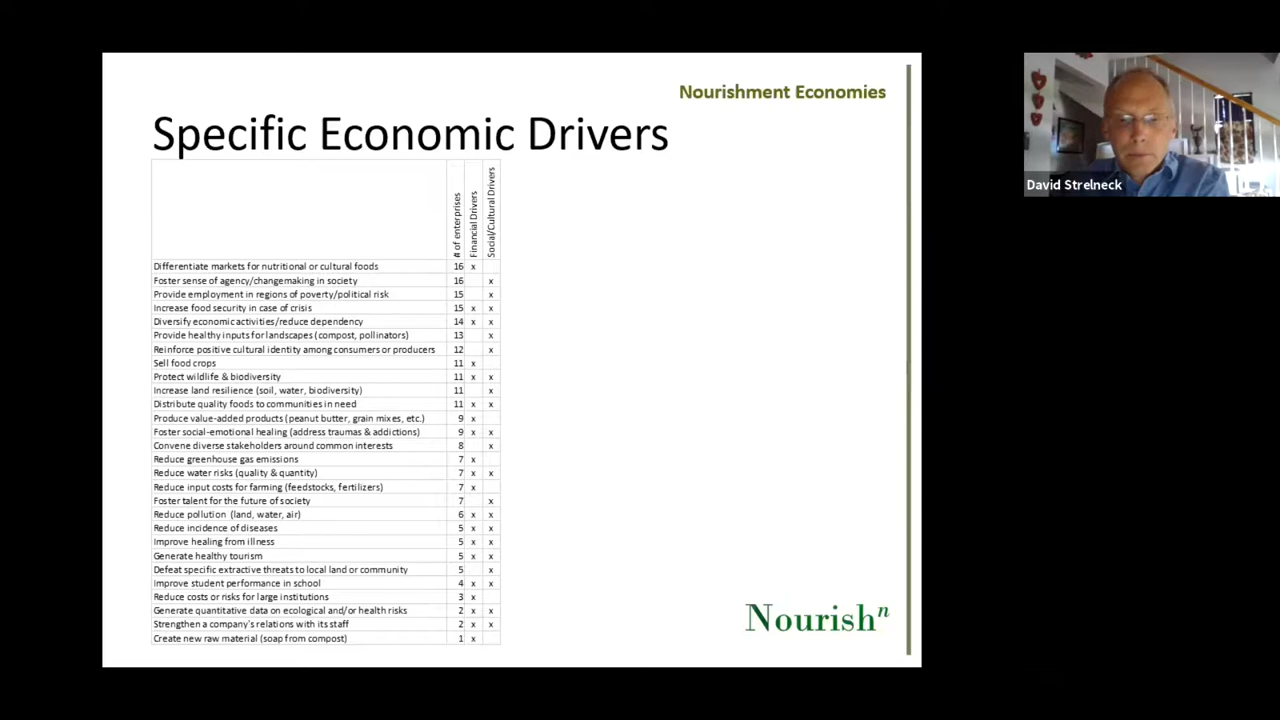 Nourishment Economies
Specific Economic Drivers
# of enterprises
Financial Drivers
Social/Cultural Drivers
Differentiate markets for nutritional or cultural foods 16 x
Foster sense of agency/changemaking in society 16 x
Provide employment in regions of poverty/political risk 15 x
Increase food security in case of crisis 15 x x
Diversify economic activities/reduce dependency 14 x x
Provide healthy inputs for landscapes (compost, pollinators) 13 x
Reinforce positive cultural identity among consumers or producers 12 x
Sell food crops 11 x
Protect wildlife & biodiversity 11 x x
Increase land resilience (soil, water, biodiversity) 11 x
Distribute quality foods to communities in need 11 x x
Produce value-added products (peanut butter, grain mixes, etc.) 9 x
Foster social-emotional healing (address traumas & addictions) 9 x x
Convene diverse stakeholders around common interests 8 x
Reduce greenhouse gas emissions 7 x
Reduce water risks (quality & quantity) 7 x x
Reduce input costs for farming (feedstocks, fertilizers) 7 x
Foster talent for the future of society 7 x
Reduce pollution (land, water, air) 6 x x
Reduce incidence of diseases 5 x x
Improve healing from illness 5 x x
Generate healthy tourism 5 x x
Defeat specific extractive threats to local land or community 5 x
Improve student performance in school 4 x x
Reduce costs or risks for large institutions 3 x
Generate quantitative data on ecological and/or health risks 2 x x
Strengthen a company's relations with its staff 2 x x
Create new raw material (soap from compost) 1 x
Nourishⁿ
David Strelneck